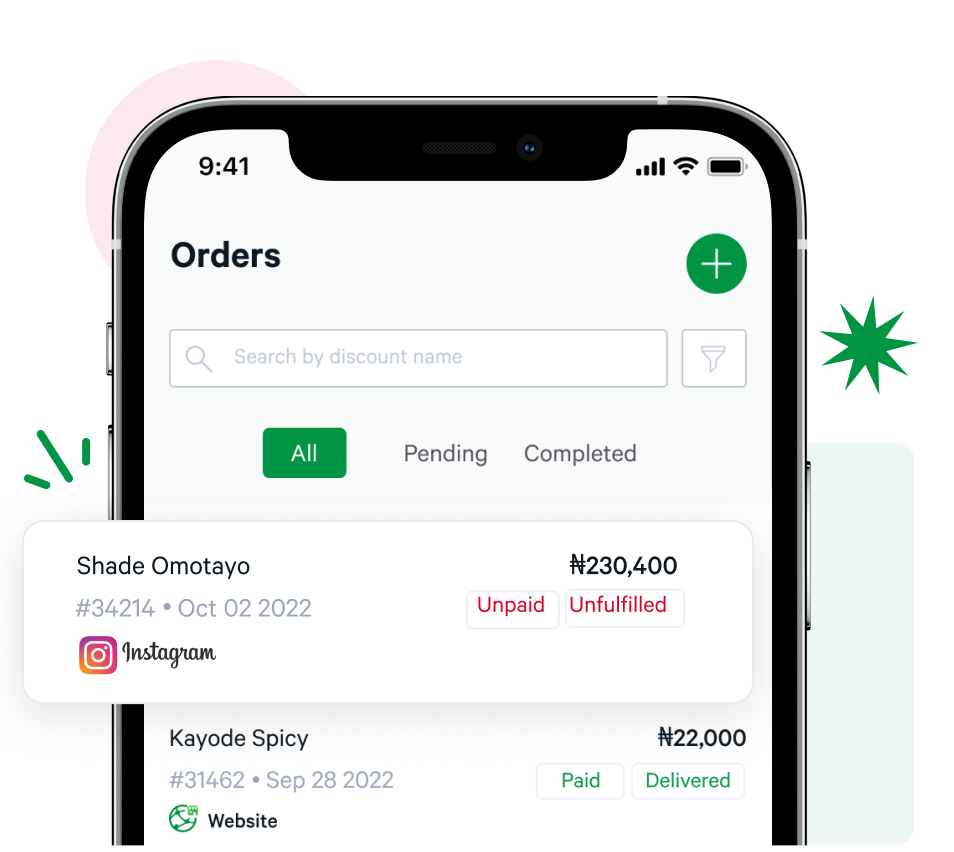 9:41
Orders
Search by discount name
All Pending Completed
Shade Omotayo ₦230,400
#34214 • Oct 02 2022 Unpaid Unfulfilled
Instagram
Kayode Spicy ₦22,000
#31462 • Sep 28 2022 Paid Delivered
Website